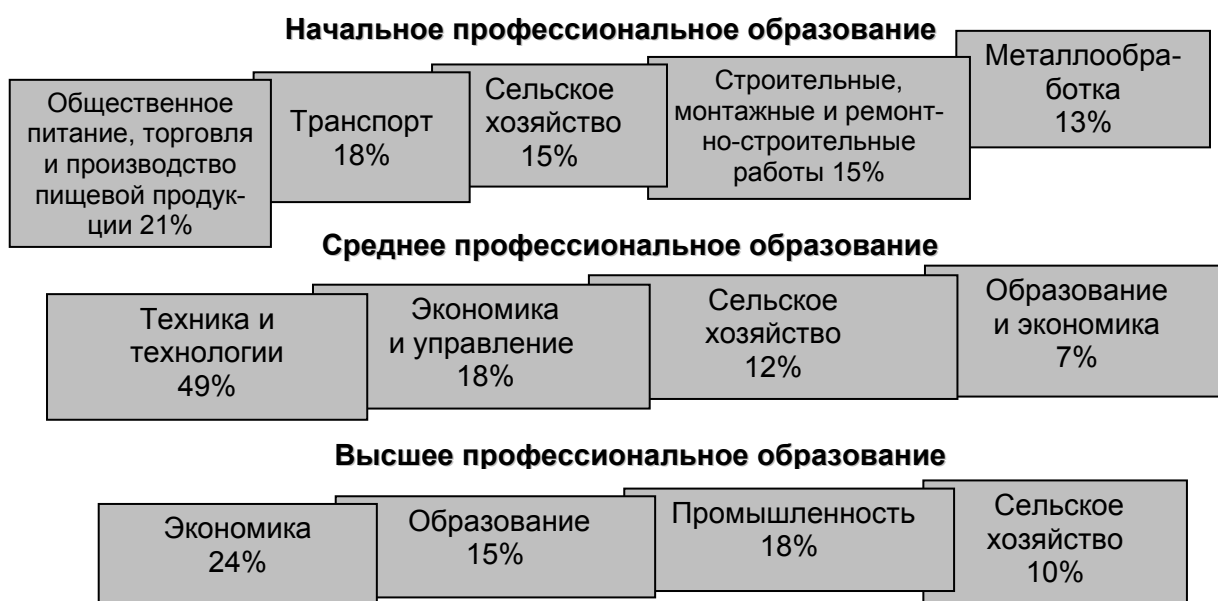 Начальное профессиональное образование
Общественное
питание, торговля
и производство
пищевой продук-
ции 21%
Транспорт
18%
Сельское
хозяйство
15%
Строительные,
монтажные и ремонт-
но-строительные
работы 15%
Металлообра-
ботка
13%
Среднее профессиональное образование
Техника и
технологии
49%
Экономика
и управление
18%
Сельское
хозяйство
12%
Образование
и экономика
7%
Высшее профессиональное образование
Экономика
24%
Образование
15%
Промышленность
18%
Сельское
хозяйство
10%